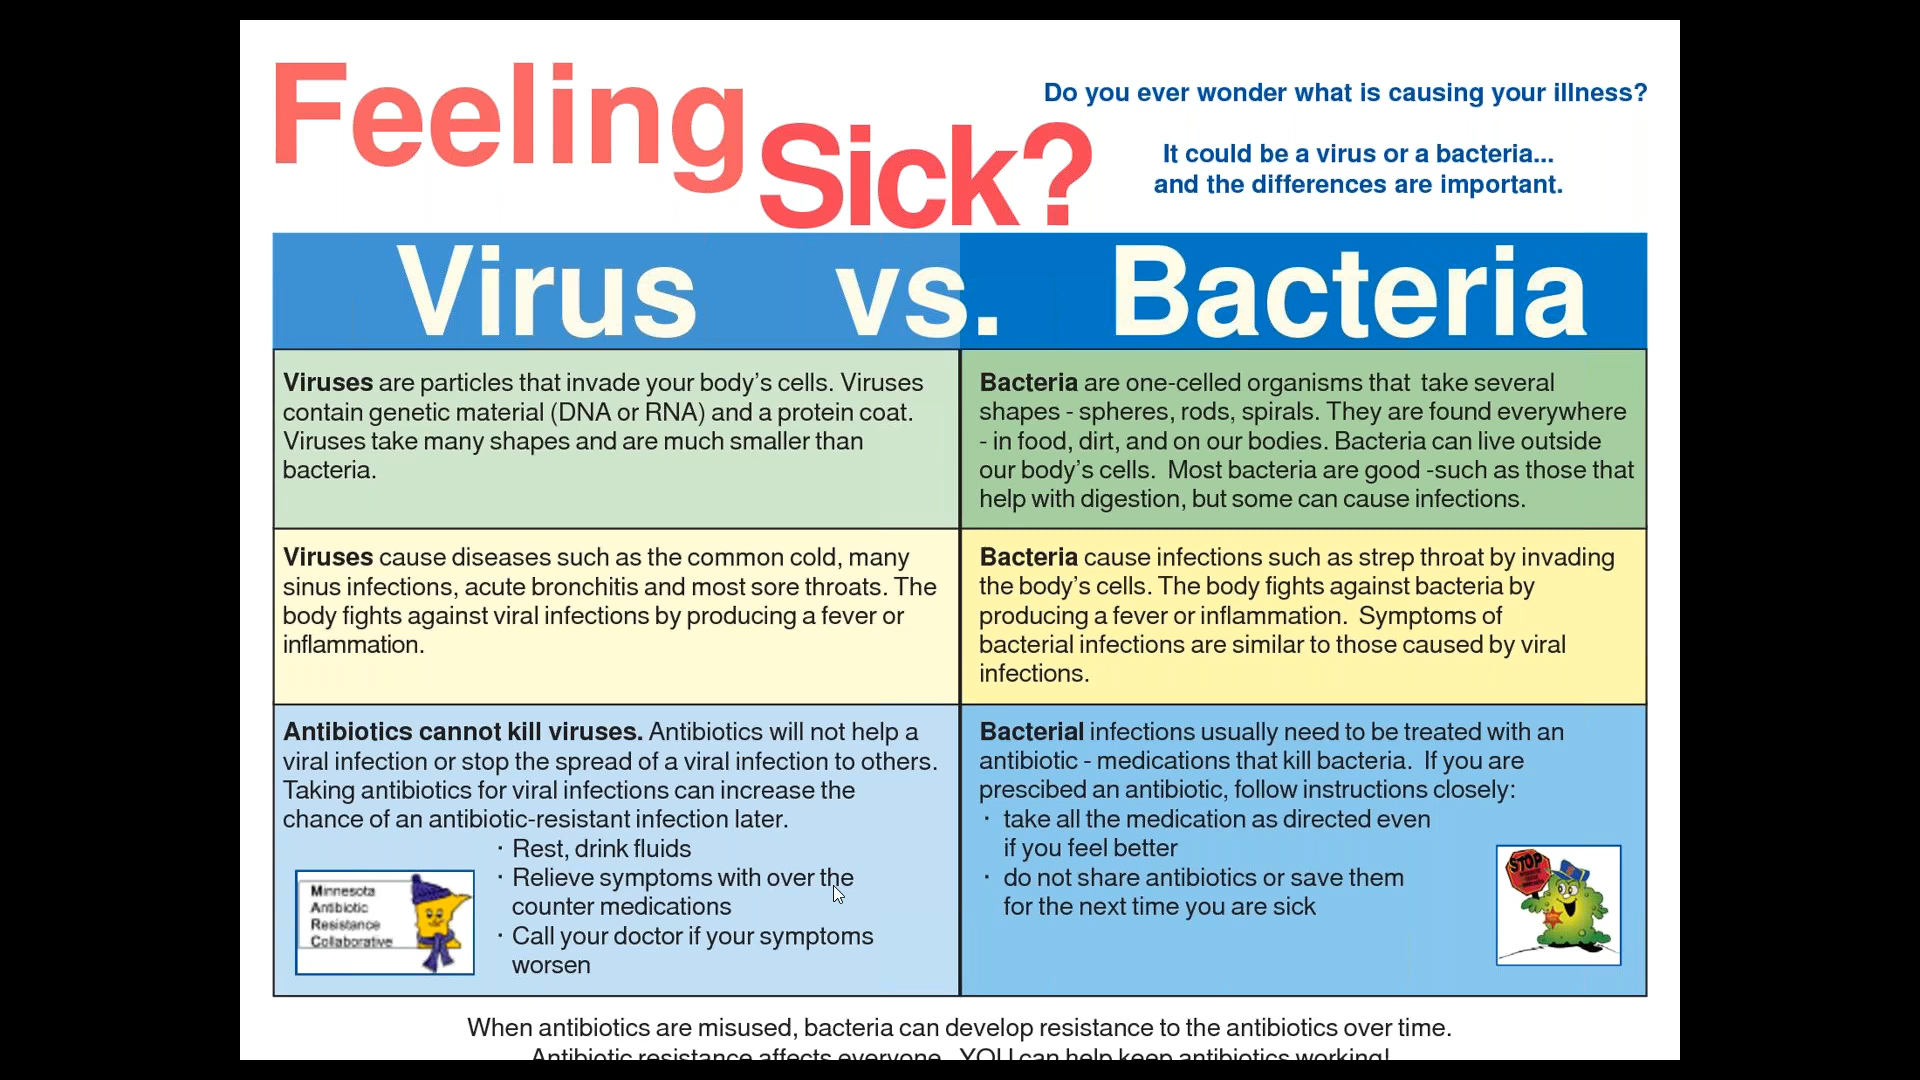 Feeling Sick?
Do you ever wonder what is causing your illness?
It could be a virus or a bacteria...
and the differences are important.
Virus vs. Bacteria
Viruses are particles that invade your body's cells. Viruses
contain genetic material (DNA or RNA) and a protein coat.
Viruses take many shapes and are much smaller than
bacteria.
Bacteria are one-celled organisms that take several
shapes - spheres, rods, spirals. They are found everywhere
- in food, dirt, and on our bodies. Bacteria can live outside
our body's cells. Most bacteria are good -such as those that
help with digestion, but some can cause infections.
Viruses cause diseases such as the common cold, many
sinus infections, acute bronchitis and most sore throats. The
body fights against viral infections by producing a fever or
inflammation.
Bacteria cause infections such as strep throat by invading
the body's cells. The body fights against bacteria by
producing a fever or inflammation. Symptoms of
bacterial infections are similar to those caused by viral
infections.
Antibiotics cannot kill viruses. Antibiotics will not help a
viral infection or stop the spread of a viral infection to others.
Taking antibiotics for viral infections can increase the
chance of an antibiotic-resistant infection later.
· Rest, drink fluids
· Relieve symptoms with over the
counter medications
· Call your doctor if your symptoms
worsen
Minnesota
Antibiotic
Resistance
Collaborative
Bacterial infections usually need to be treated with an
antibiotic - medications that kill bacteria. If you are
prescibed an antibiotic, follow instructions closely:
· take all the medication as directed even
if you feel better
· do not share antibiotics or save them
for the next time you are sick
STOP
When antibiotics are misused, bacteria can develop resistance to the antibiotics over time.
Antibiotic resistance affects everyone. YOU can help keep antibiotics working!